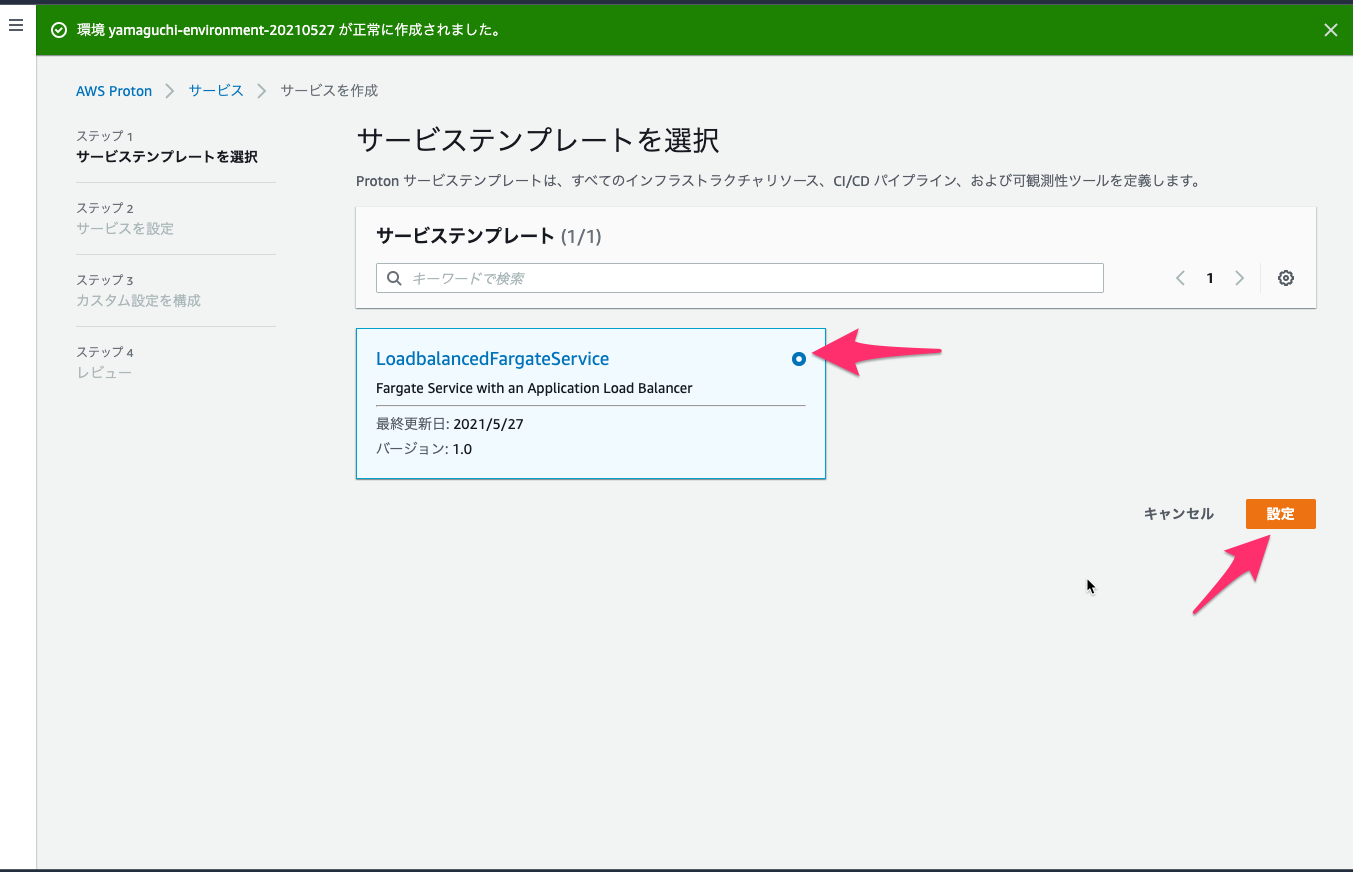 環境 yamaguchi-environment-20210527 が正常に作成されました。
AWS Proton サービス サービスを作成
ステップ 1
サービステンプレートを選択
ステップ 2
サービスを設定
ステップ 3
カスタム設定を構成
ステップ 4
レビュー
サービステンプレートを選択
Proton サービステンプレートは、すべてのインフラストラクチャリソース、CI/CD パイプライン、および可観測性ツールを定義します。
サービステンプレート (1/1)
キーワードで検索
1
LoadbalancedFargateService
Fargate Service with an Application Load Balancer
最終更新日: 2021/5/27
バージョン: 1.0
キャンセル 設定